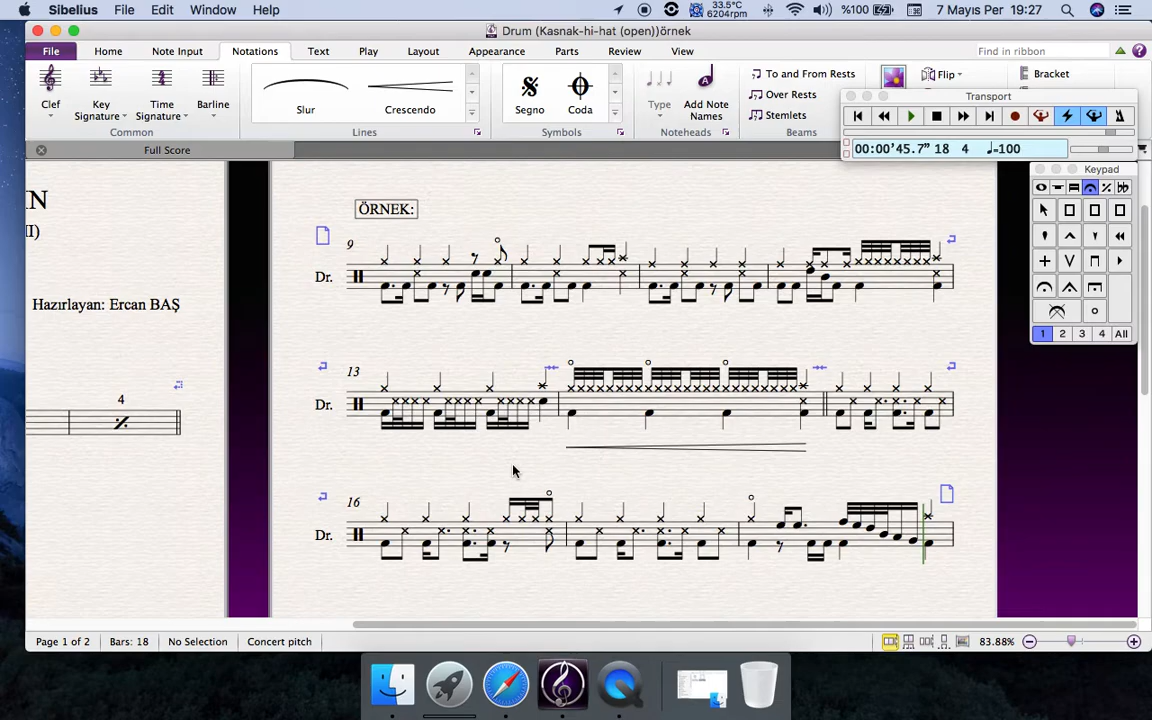 Sibelius File Edit Window Help 33.5°C 6204rpm %100 7 Mayıs Per 19:27
Drum (Kasnak-hi-hat (open))örnek
File Home Note Input Notations Text Play Layout Appearance Parts Review View Find in ribbon
Clef Key Signature Time Signature Barline
Common
Slur Crescendo
Lines
Segno Coda
Symbols
Type Add Note Names
Noteheads
To and From Rests
Over Rests
Stemlets
Beams
Flip
Bracket
Transport
00:00'45.7" 18 4 =100
Full Score
Keypad
1 2 3 4 All
IN
II)
Hazırlayan: Ercan BAŞ
4
ÖRNEK:
9
Dr.
13
Dr.
16
Dr.
Page 1 of 2 Bars: 18 No Selection Concert pitch 83.88%